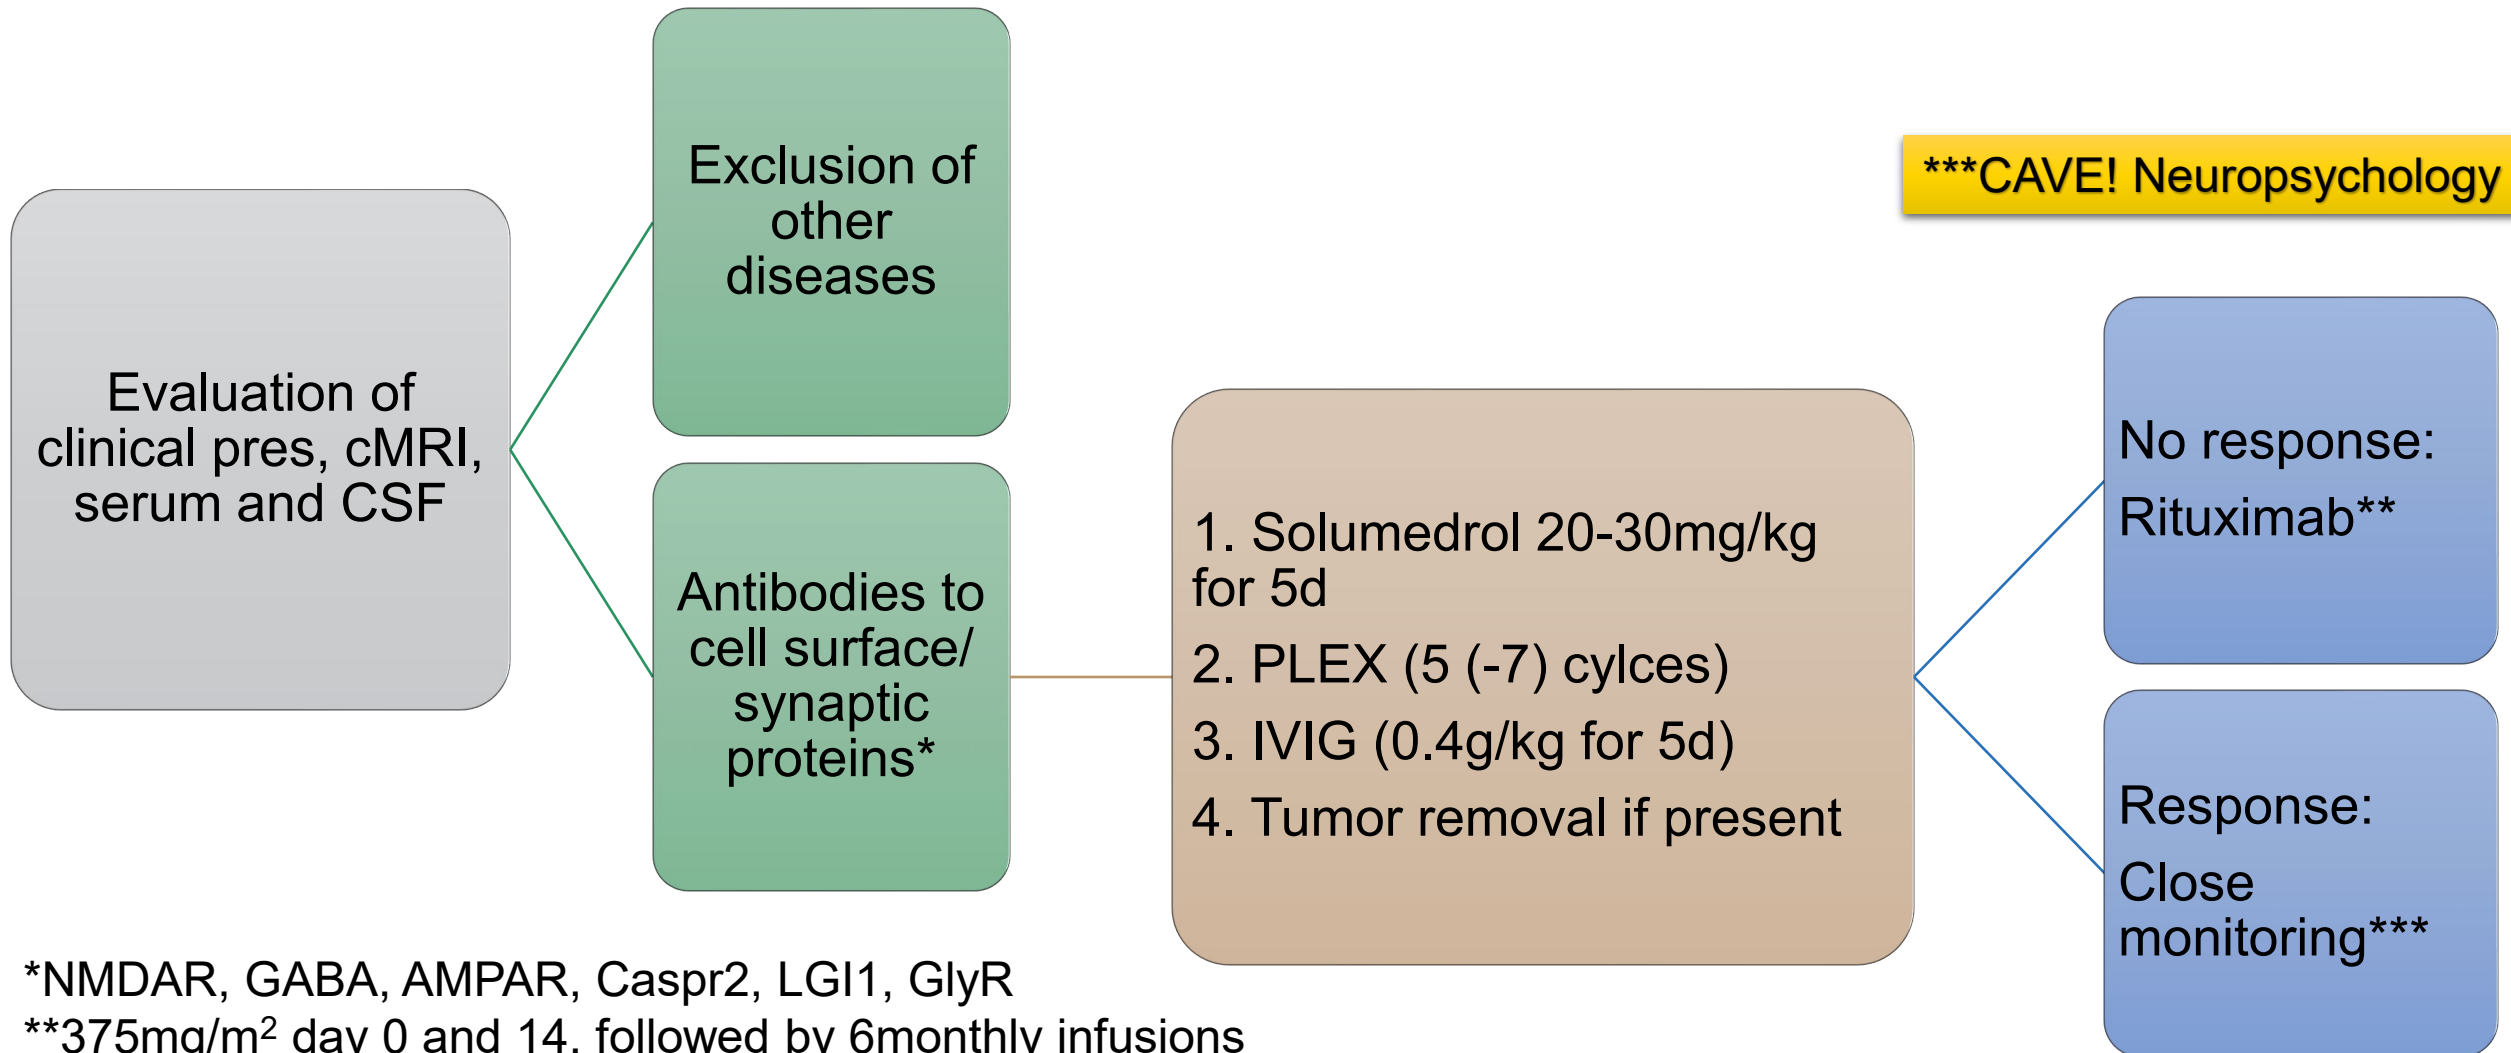 Evaluation of
clinical pres, cMRI,
serum and CSF
Exclusion of
other
diseases
Antibodies to
cell surface/
synaptic
proteins*
1. Solumedrol 20-30mg/kg
for 5d
2. PLEX (5 (-7) cylces)
3. IVIG (0.4g/kg for 5d)
4. Tumor removal if present
***CAVE! Neuropsychology
No response:
Rituximab**
Response:
Close
monitoring***
*NMDAR, GABA, AMPAR, Caspr2, LGI1, GlyR
**375mg/m² day 0 and 14, followed by 6monthly infusions